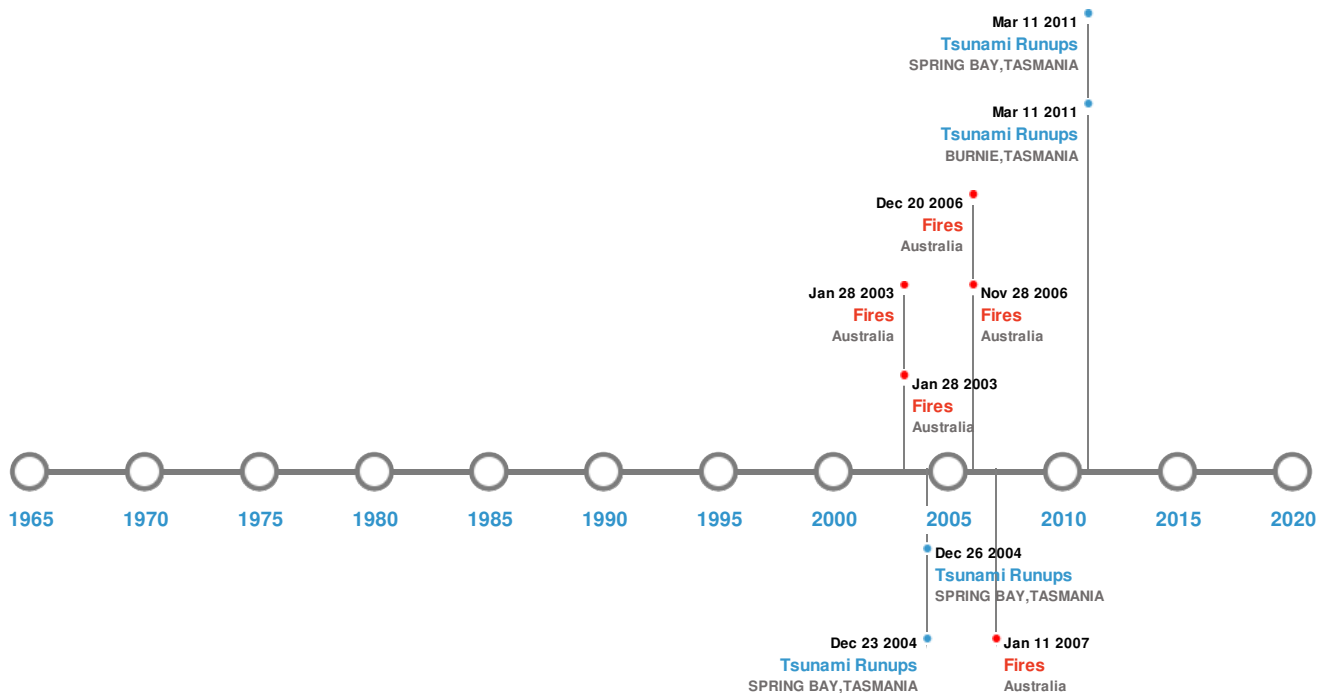 Mar 11 2011
Tsunami Runups
SPRING BAY,TASMANIA
Mar 11 2011
Tsunami Runups
BURNIE,TASMANIA
Dec 20 2006
Fires
Australia
Jan 28 2003
Fires
Australia
Nov 28 2006
Fires
Australia
Jan 28 2003
Fires
Australia
1965 1970 1975 1980 1985 1990 1995 2000 2005 2010 2015 2020
Dec 26 2004
Tsunami Runups
SPRING BAY,TASMANIA
Dec 23 2004
Tsunami Runups
SPRING BAY,TASMANIA
Jan 11 2007
Fires
Australia